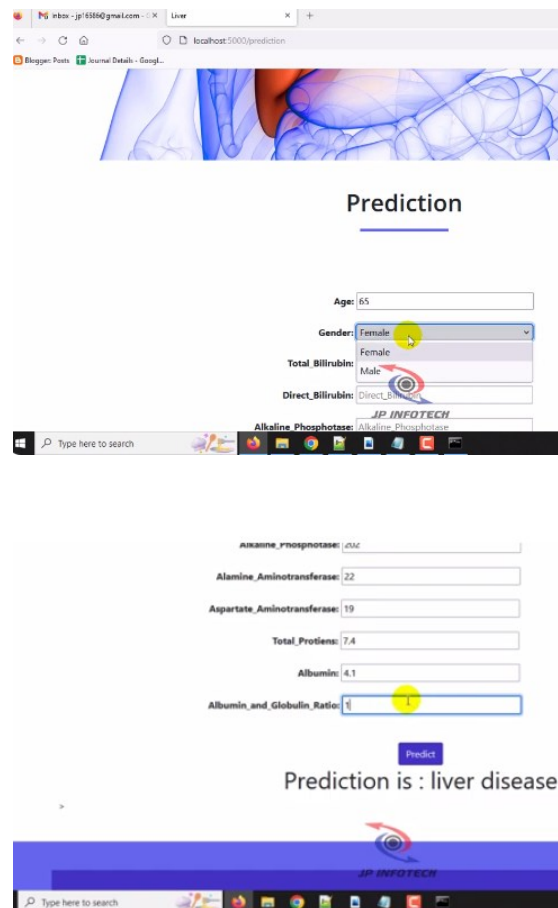 Inbox - jp16586@gmail.com -
Liver
localhost:5000/prediction
Blogger: Posts
Journal Details - Googl...
Prediction
Age: 65
Gender: Female
Female
Total_Bilirubin:
Male
Direct_Bilirubin: Direct_Bilirubin
JP INFOTECH
Alkaline_Phosphotase: Alkaline_Phosphotase
Type here to search
Alkaline_Phosphotase: 202
Alamine_Aminotransferase: 22
Aspartate_Aminotransferase: 19
Total_Protiens: 7.4
Albumin: 4.1
Albumin_and_Globulin_Ratio: 1
Predict
Prediction is : liver disease
>
JP INFOTECH
Type here to search